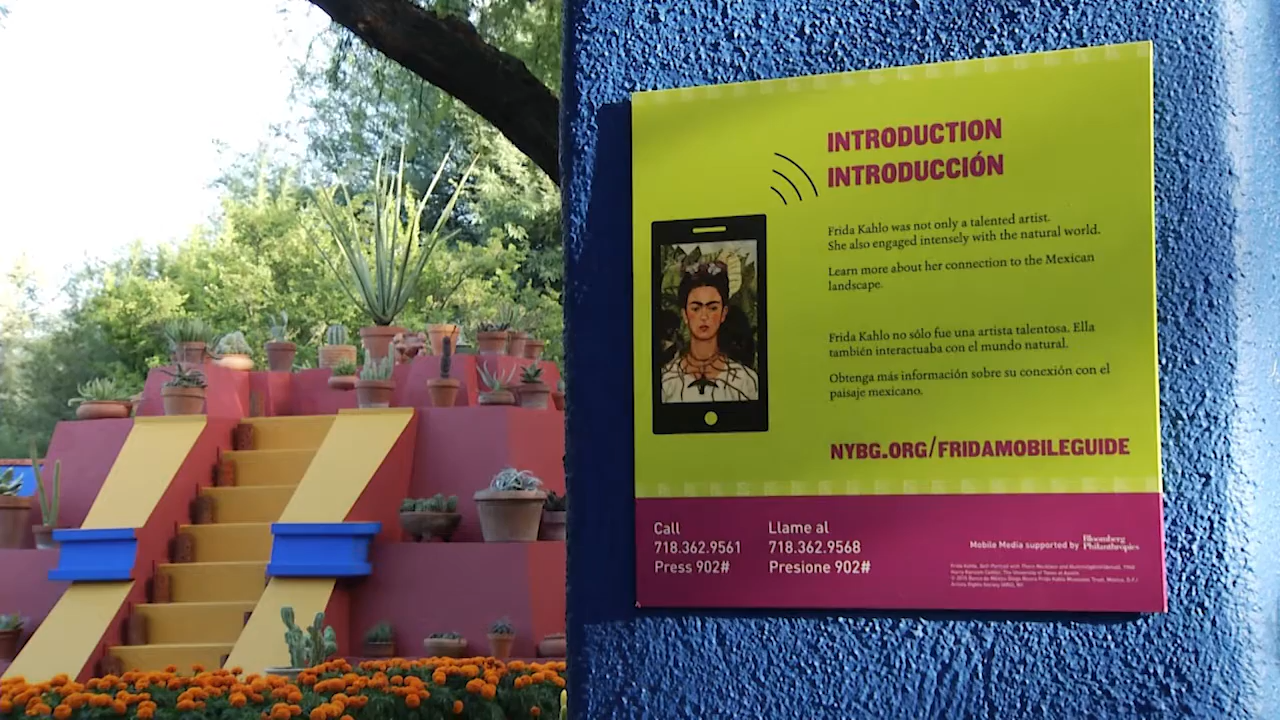 INTRODUCTION
INTRODUCCIÓN
Frida Kahlo was not only a talented artist.
She also engaged intensely with the natural world.
Learn more about her connection to the Mexican
landscape.
Frida Kahlo no sólo fue una artista talentosa. Ella
también interactuaba con el mundo natural.
Obtenga más información sobre su conexión con el
paisaje mexicano.
NYBG.ORG/FRIDAMOBILEGUIDE
Call
718.362.9561
Press 902#
Llame al
718.362.9568
Presione 902#
Mobile Media supported by Bloomberg
Philanthropies